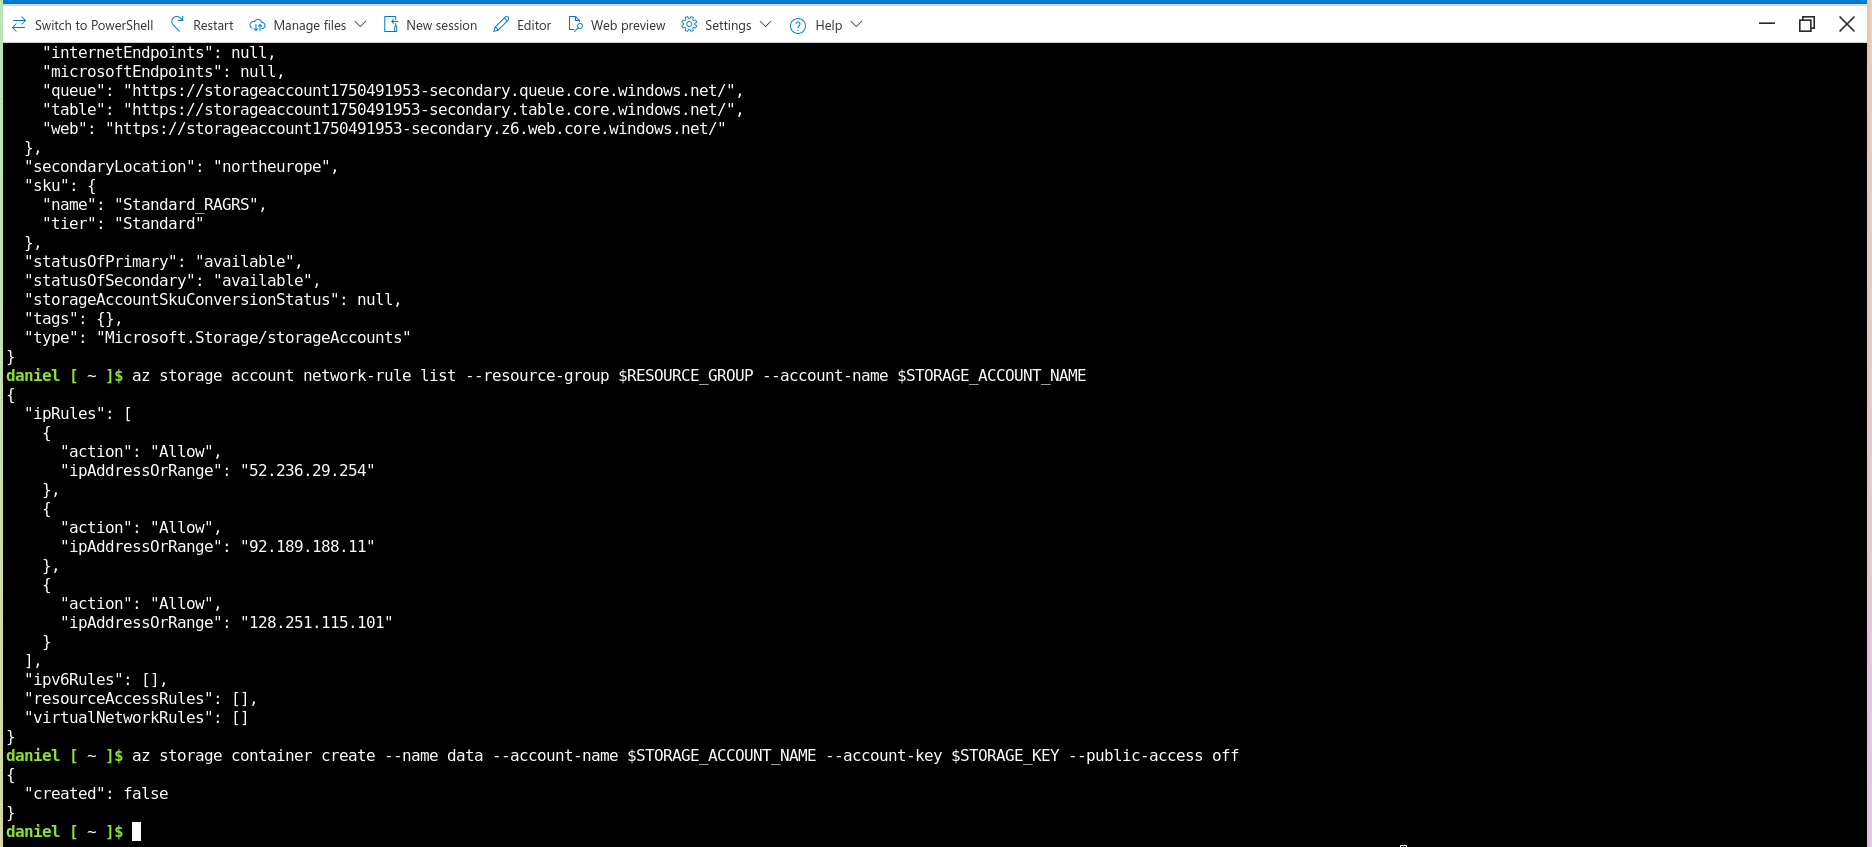 Switch to PowerShell Restart Manage files New session Editor Web preview Settings Help
    "internetEndpoints": null,
    "microsoftEndpoints": null,
    "queue": "https://storageaccount1750491953-secondary.queue.core.windows.net/",
    "table": "https://storageaccount1750491953-secondary.table.core.windows.net/",
    "web": "https://storageaccount1750491953-secondary.z6.web.core.windows.net/"
  },
  "secondaryLocation": "northeurope",
  "sku": {
    "name": "Standard_RAGRS",
    "tier": "Standard"
  },
  "statusOfPrimary": "available",
  "statusOfSecondary": "available",
  "storageAccountSkuConversionStatus": null,
  "tags": {},
  "type": "Microsoft.Storage/storageAccounts"
}
daniel [ ~ ]$ az storage account network-rule list --resource-group $RESOURCE_GROUP --account-name $STORAGE_ACCOUNT_NAME
{
  "ipRules": [
    {
      "action": "Allow",
      "ipAddressOrRange": "52.236.29.254"
    },
    {
      "action": "Allow",
      "ipAddressOrRange": "92.189.188.11"
    },
    {
      "action": "Allow",
      "ipAddressOrRange": "128.251.115.101"
    }
  ],
  "ipv6Rules": [],
  "resourceAccessRules": [],
  "virtualNetworkRules": []
}
daniel [ ~ ]$ az storage container create --name data --account-name $STORAGE_ACCOUNT_NAME --account-key $STORAGE_KEY --public-access off
{
  "created": false
}
daniel [ ~ ]$